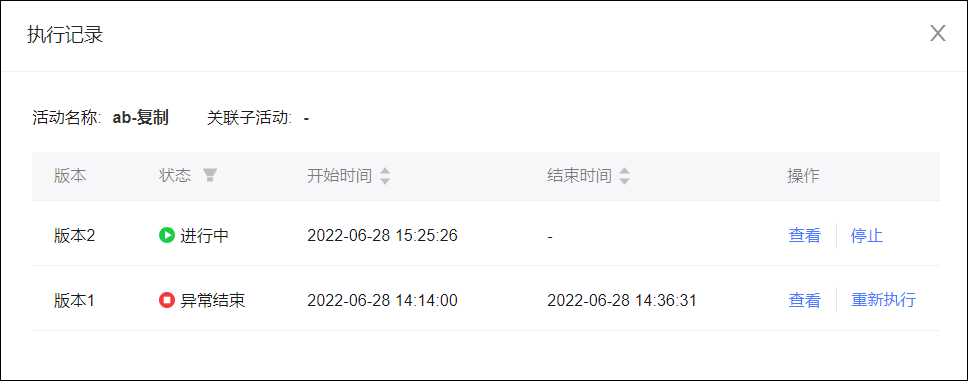 执行记录
活动名称: ab-复制 关联子活动: -
版本 状态 开始时间 结束时间 操作
版本2 进行中 2022-06-28 15:25:26 - 查看 停止
版本1 异常结束 2022-06-28 14:14:00 2022-06-28 14:36:31 查看 重新执行